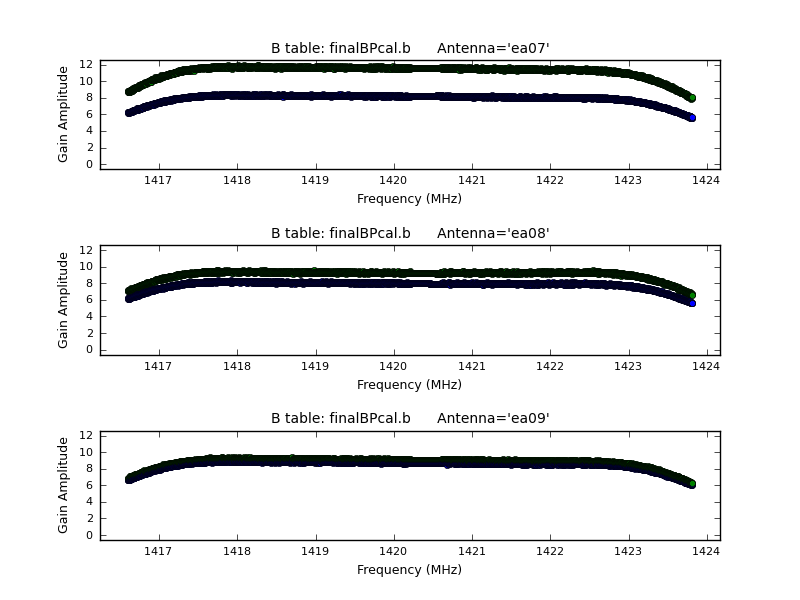 B table: finalBPcal.b Antenna='ea07'
12
10
8
6
4
2
0
Gain Amplitude
1417 1418 1419 1420 1421 1422 1423 1424
Frequency (MHz)
B table: finalBPcal.b Antenna='ea08'
12
10
8
6
4
2
0
Gain Amplitude
1417 1418 1419 1420 1421 1422 1423 1424
Frequency (MHz)
B table: finalBPcal.b Antenna='ea09'
12
10
8
6
4
2
0
Gain Amplitude
1417 1418 1419 1420 1421 1422 1423 1424
Frequency (MHz)